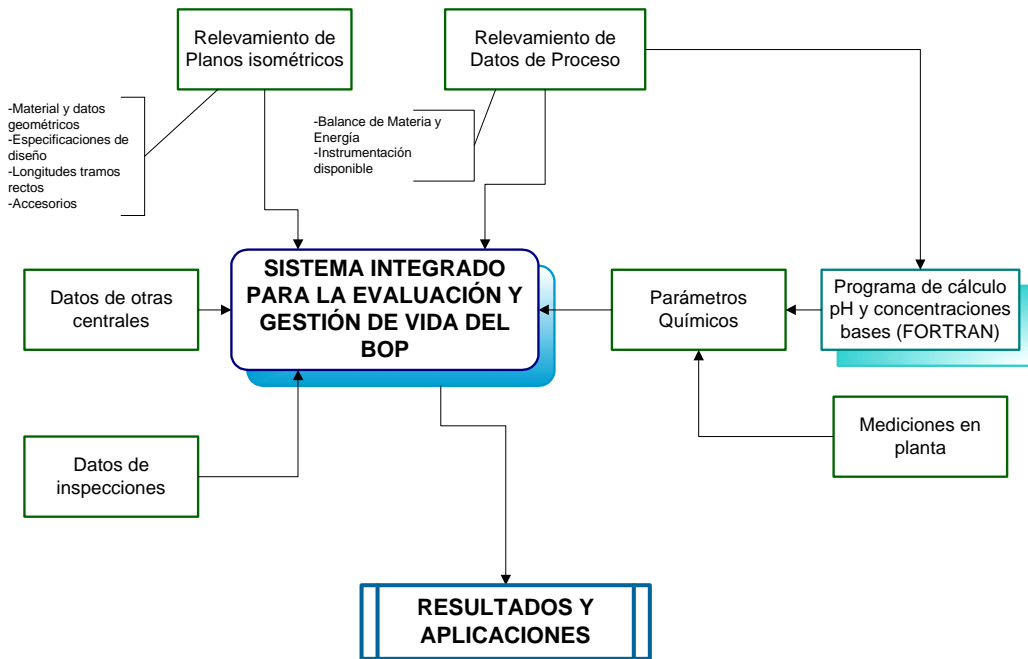 Relevamiento de
Planos isométricos
Relevamiento de
Datos de Proceso
-Material y datos
geométricos
-Especificaciones de
diseño
-Longitudes tramos
rectos
-Accesorios
-Balance de Materia y
Energía
-Instrumentación
disponible
SISTEMA INTEGRADO
PARA LA EVALUACIÓN Y
GESTIÓN DE VIDA DEL
BOP
Datos de otras
centrales
Parámetros
Químicos
Programa de cálculo
pH y concentraciones
bases (FORTRAN)
Mediciones en
planta
Datos de
inspecciones
RESULTADOS Y
APLICACIONES